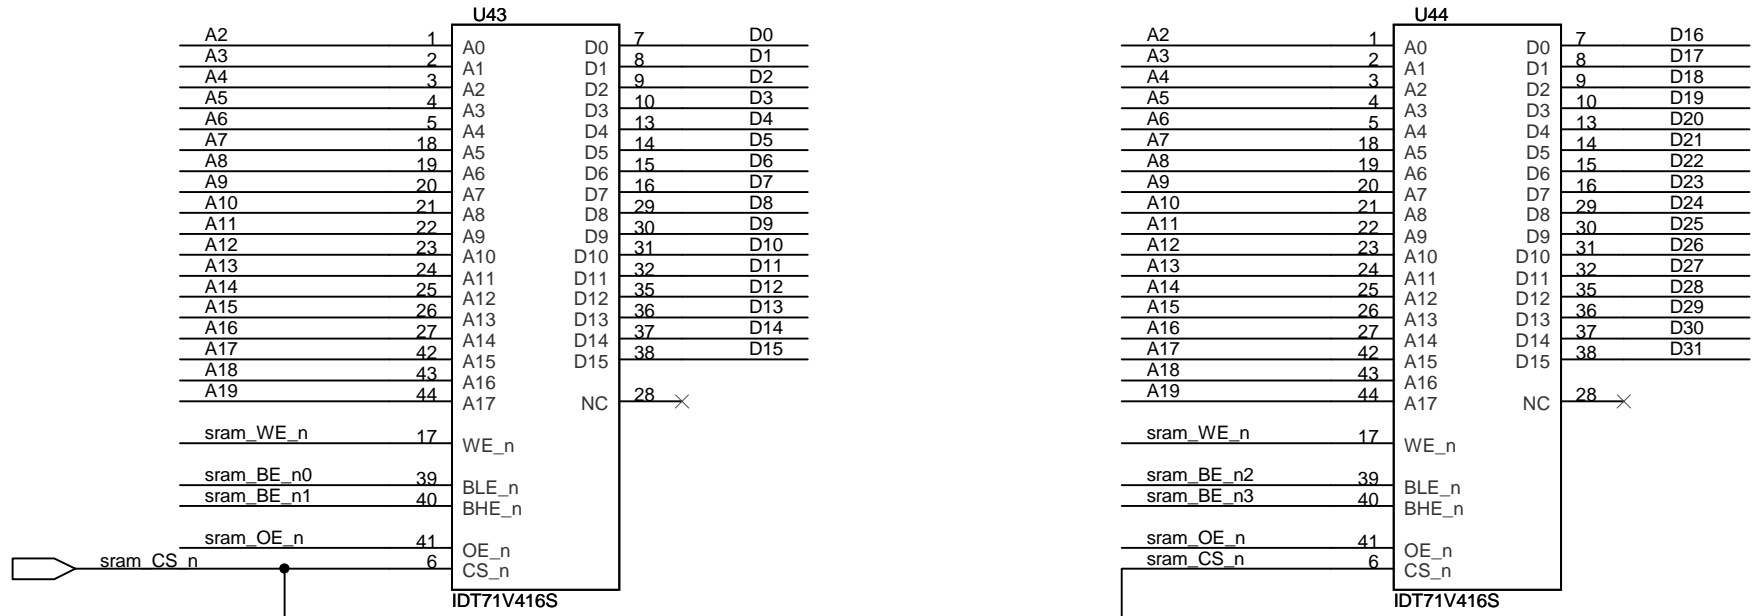 U43
A2 1 A0 D0 7 D0
A3 2 A1 D1 8 D1
A4 3 A2 D2 9 D2
A5 4 A3 D3 10 D3
A6 5 A4 D4 13 D4
A7 18 A5 D5 14 D5
A8 19 A6 D6 15 D6
A9 20 A7 D7 16 D7
A10 21 A8 D8 29 D8
A11 22 A9 D9 30 D9
A12 23 A10 D10 31 D10
A13 24 A11 D11 32 D11
A14 25 A12 D12 35 D12
A15 26 A13 D13 36 D13
A16 27 A14 D14 37 D14
A17 42 A15 D15 38 D15
A18 43 A16
A19 44 A17 NC 28
sram_WE_n 17 WE_n
sram_BE_n0 39 BLE_n
sram_BE_n1 40 BHE_n
sram_OE_n 41 OE_n
sram_CS_n 6 CS_n
IDT71V416S
U44
A2 1 A0 D0 7 D16
A3 2 A1 D1 8 D17
A4 3 A2 D2 9 D18
A5 4 A3 D3 10 D19
A6 5 A4 D4 13 D20
A7 18 A5 D5 14 D21
A8 19 A6 D6 15 D22
A9 20 A7 D7 16 D23
A10 21 A8 D8 29 D24
A11 22 A9 D9 30 D25
A12 23 A10 D10 31 D26
A13 24 A11 D11 32 D27
A14 25 A12 D12 35 D28
A15 26 A13 D13 36 D29
A16 27 A14 D14 37 D30
A17 42 A15 D15 38 D31
A18 43 A16
A19 44 A17 NC 28
sram_WE_n 17 WE_n
sram_BE_n2 39 BLE_n
sram_BE_n3 40 BHE_n
sram_OE_n 41 OE_n
sram_CS_n 6 CS_n
IDT71V416S